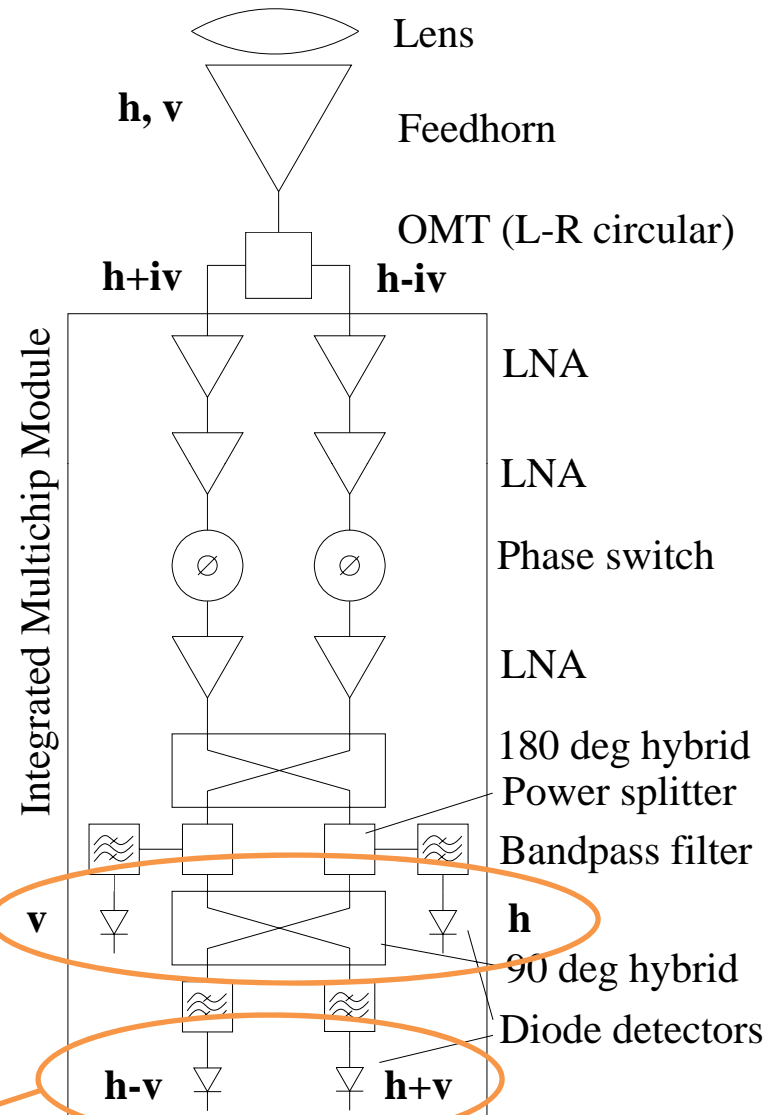 Lens
h, v
Feedhorn
OMT (L-R circular)
h+iv
h-iv
Integrated Multichip Module
LNA
LNA
Phase switch
LNA
180 deg hybrid
Power splitter
Bandpass filter
v
h
90 deg hybrid
Diode detectors
h-v
h+v